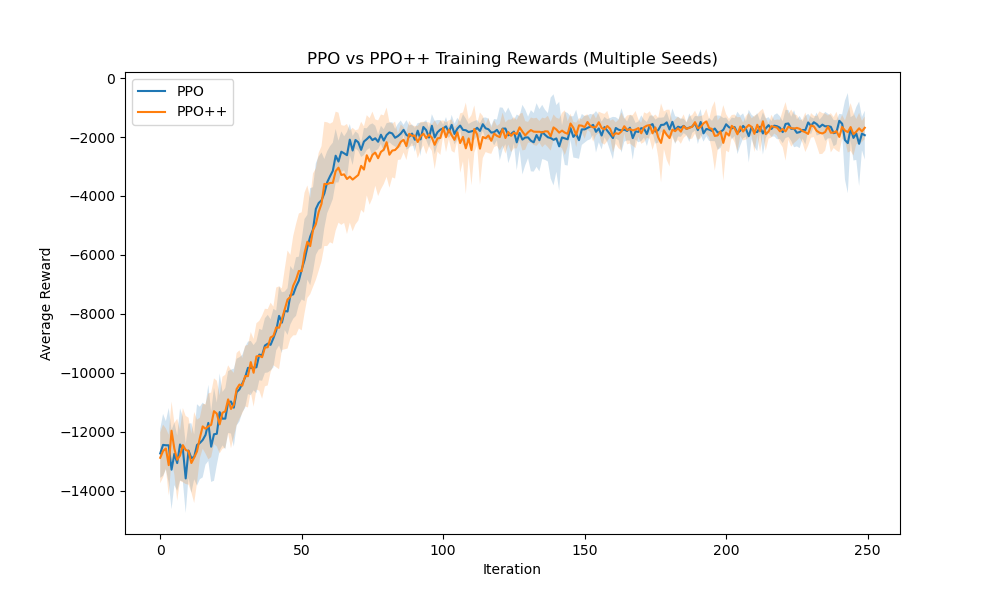 PPO vs PPO++ Training Rewards (Multiple Seeds)
PPO
PPO++
Average Reward
0
−2000
−4000
−6000
−8000
−10000
−12000
−14000
0 50 100 150 200 250
Iteration